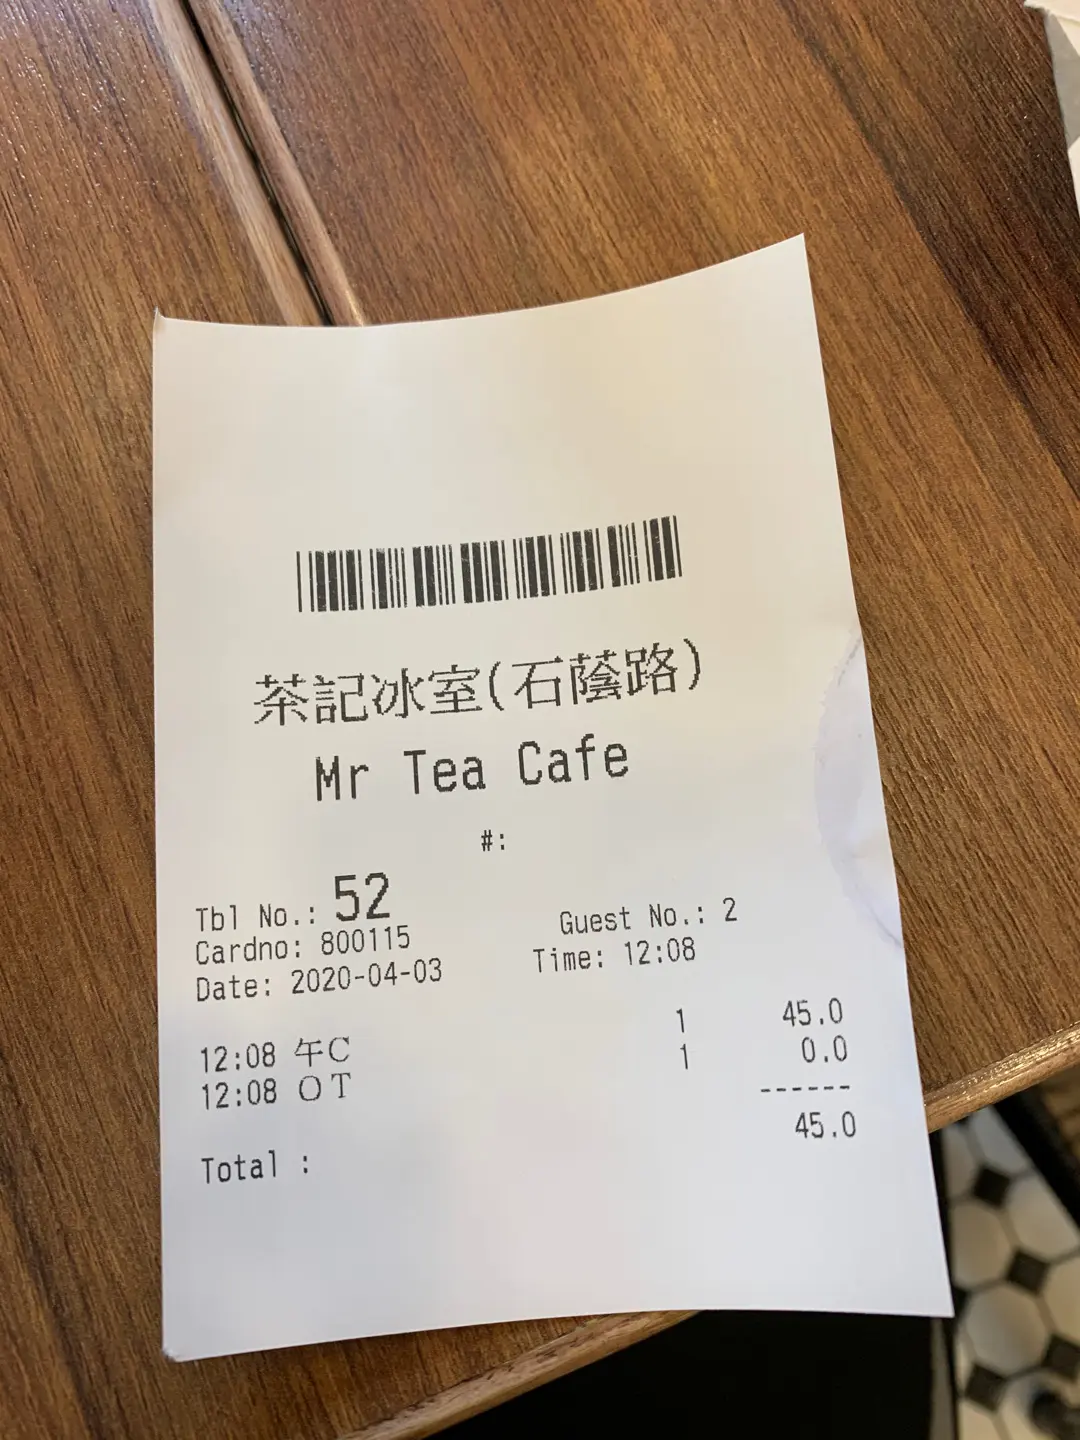 茶記冰室(石蔭路)
Mr Tea Cafe
#:
Tbl No.: 52 Guest No.: 2
Cardno: 800115 Time: 12:08
Date: 2020-04-03
12:08 午C 1 45.0
12:08 OT 1 0.0
------
Total : 45.0